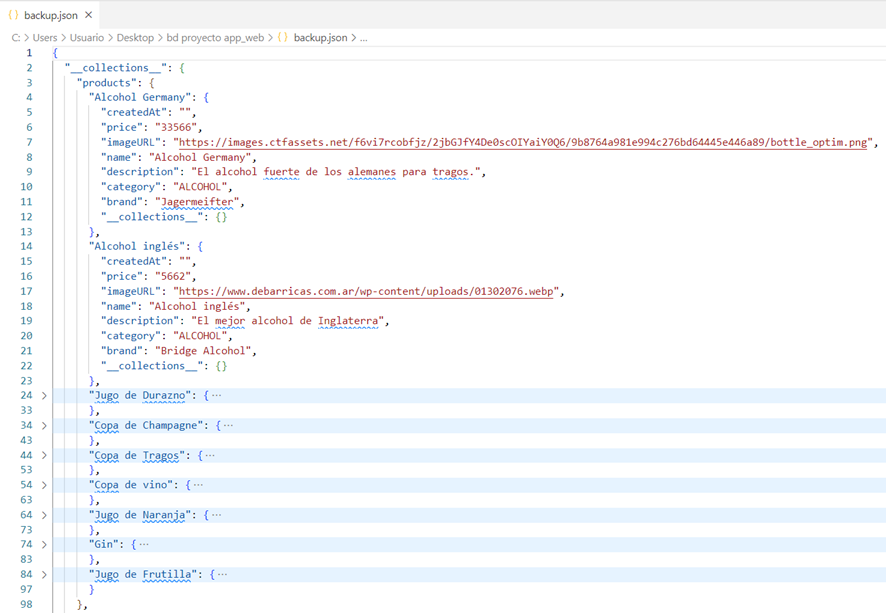 {} backup.json ×
C: > Users > Usuario > Desktop > bd proyecto app_web > {} backup.json > ...
1 {
2 "__collections__": {
3 "products": {
4 "Alcohol Germany": {
5 "createdAt": "",
6 "price": "33566",
7 "imageURL": "https://images.ctfassets.net/f6vi7rcobfjz/2jbGJfY4De0scOIYaiY0Q6/9b8764a981e994c276bd64445e446a89/bottle_optim.png",
8 "name": "Alcohol Germany",
9 "description": "El alcohol fuerte de los alemanes para tragos.",
10 "category": "ALCOHOL",
11 "brand": "Jagermeifter",
12 "__collections__": {}
13 },
14 "Alcohol inglés": {
15 "createdAt": "",
16 "price": "5662",
17 "imageURL": "https://www.debarricas.com.ar/wp-content/uploads/01302076.webp",
18 "name": "Alcohol inglés",
19 "description": "El mejor alcohol de Inglaterra",
20 "category": "ALCOHOL",
21 "brand": "Bridge Alcohol",
22 "__collections__": {}
23 },
24 > "Jugo de Durazno": { ...
33 },
34 > "Copa de Champagne": { ...
43 },
44 > "Copa de Tragos": { ...
53 },
54 > "Copa de vino": { ...
63 },
64 > "Jugo de Naranja": { ...
73 },
74 > "Gin": { ...
83 },
84 > "Jugo de Frutilla": { ...
97 }
98 },